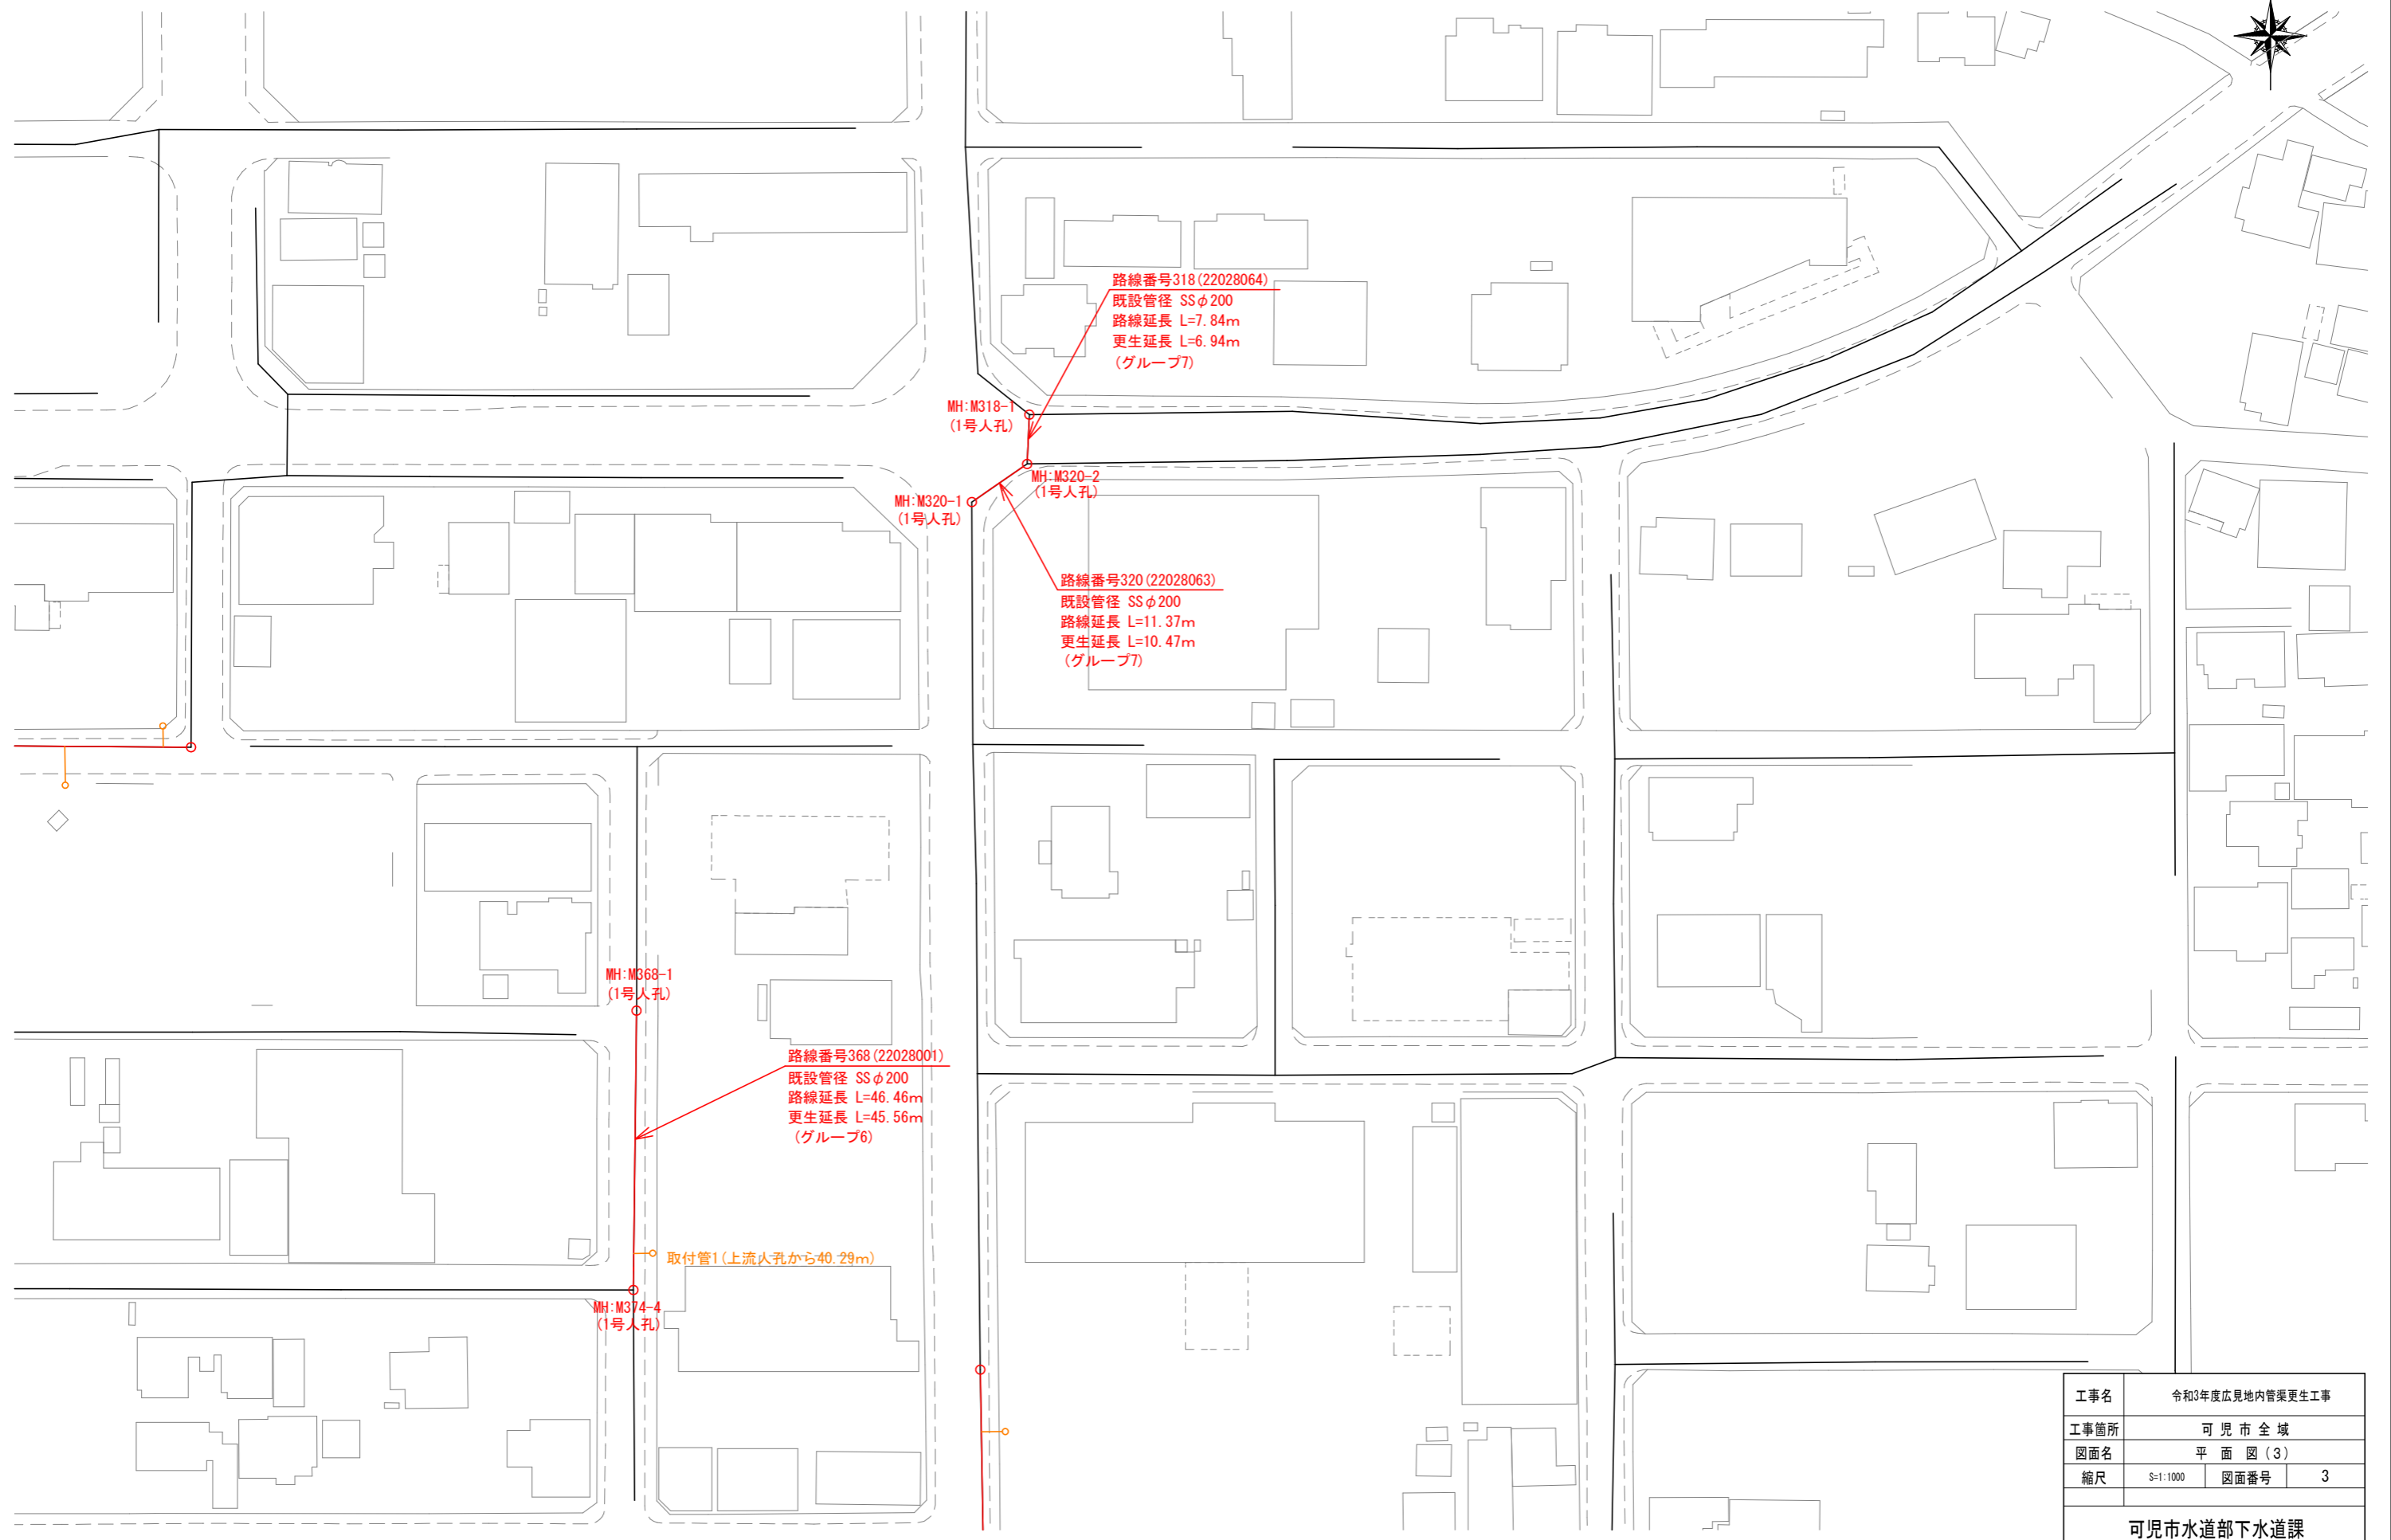 路線番号318(22028064)
既設管径 SSφ200
路線延長 L=7.84m
更生延長 L=6.94m
(グループ7)
MH:M318-1
(1号人孔)
MH:M320-2
(1号人孔)
MH:M320-1
(1号人孔)
路線番号320(22028063)
既設管径 SSφ200
路線延長 L=11.37m
更生延長 L=10.47m
(グループ7)
MH:M368-1
(1号人孔)
路線番号368(22028001)
既設管径 SSφ200
路線延長 L=46.46m
更生延長 L=45.56m
(グループ6)
取付管1(上流人孔から40.29m)
MH:M374-4
(1号人孔)
工事名 令和3年度広見地内管渠更生工事
工事箇所 可児市全域
図面名 平面図(3)
縮尺 S=1:1000 図面番号 3
可児市水道部下水道課